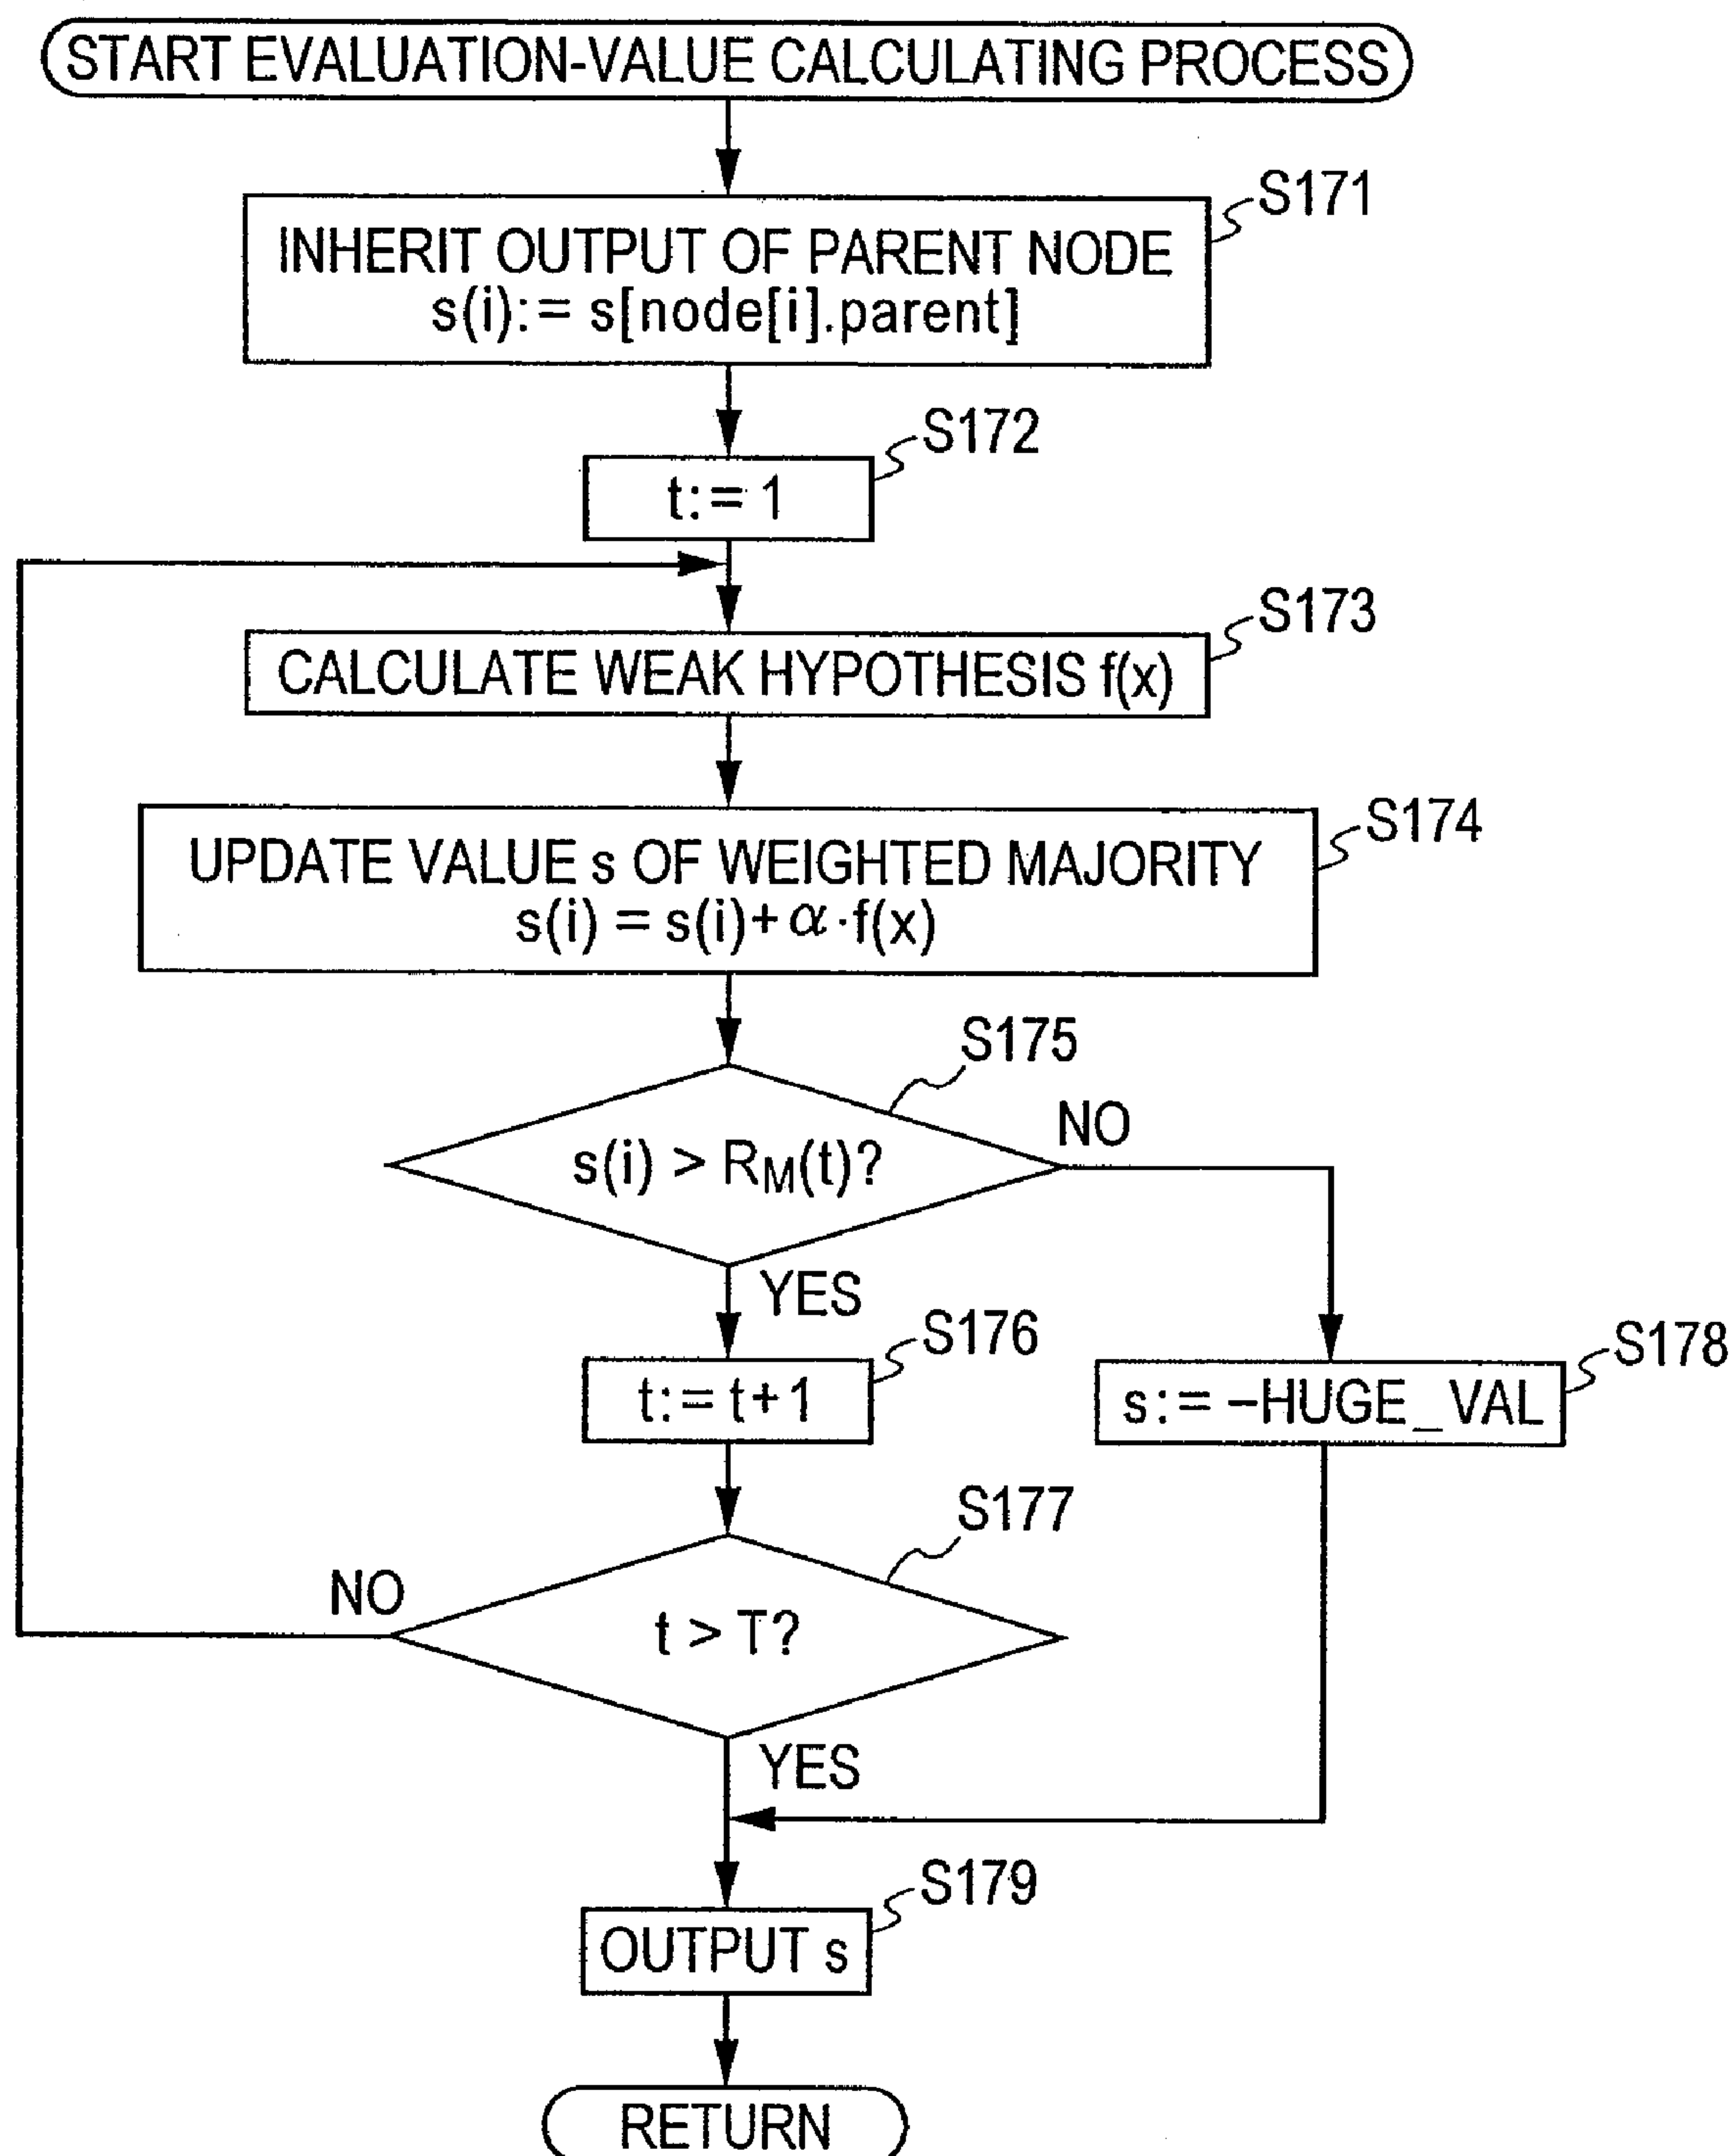 START EVALUATION-VALUE CALCULATING PROCESS
S171
INHERIT OUTPUT OF PARENT NODE
s(i):= s[node[i].parent]
S172
t:= 1
S173
CALCULATE WEAK HYPOTHESIS f(x)
S174
UPDATE VALUE s OF WEIGHTED MAJORITY
s(i) = s(i)+α·f(x)
S175
NO
s(i) > RM(t)?
YES
S176
t:= t+1
S178
s:= –HUGE_VAL
S177
NO
t > T?
YES
S179
OUTPUT s
RETURN